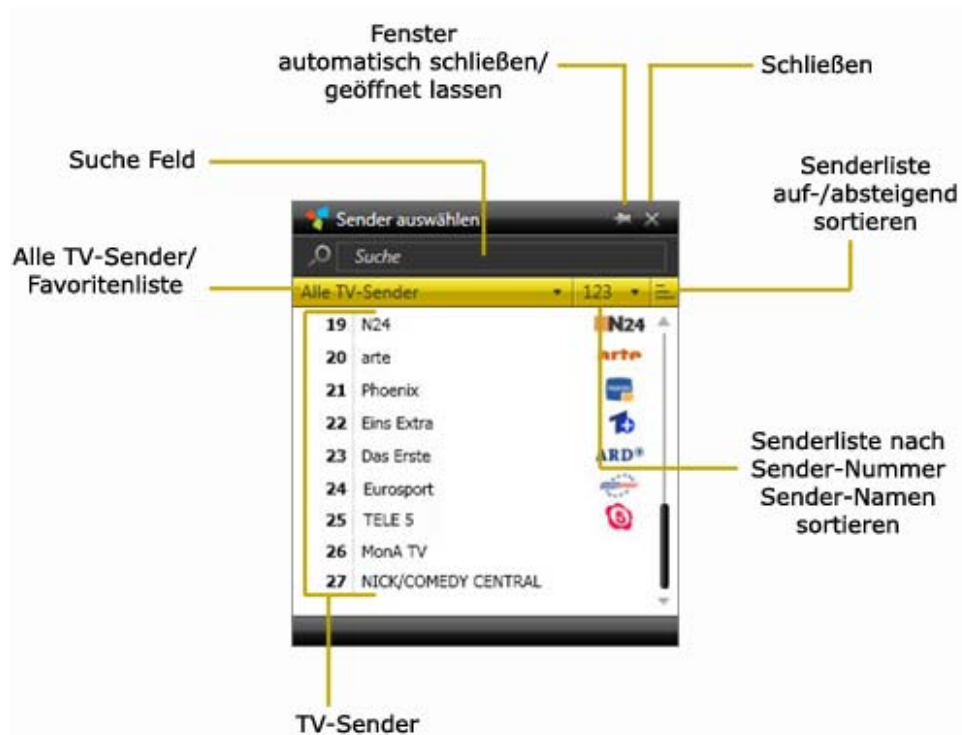 Fenster
automatisch schließen/
geöffnet lassen
Schließen
Suche Feld
Senderliste
auf-/absteigend
sortieren
Alle TV-Sender/
Favoritenliste
Sender auswählen
Suche
Alle TV-Sender 123
19 N24 N24
20 arte arte
21 Phoenix
22 Eins Extra
23 Das Erste ARD
24 Eurosport
25 TELE 5
26 MonA TV
27 NICK/COMEDY CENTRAL
Senderliste nach
Sender-Nummer
Sender-Namen
sortieren
TV-Sender